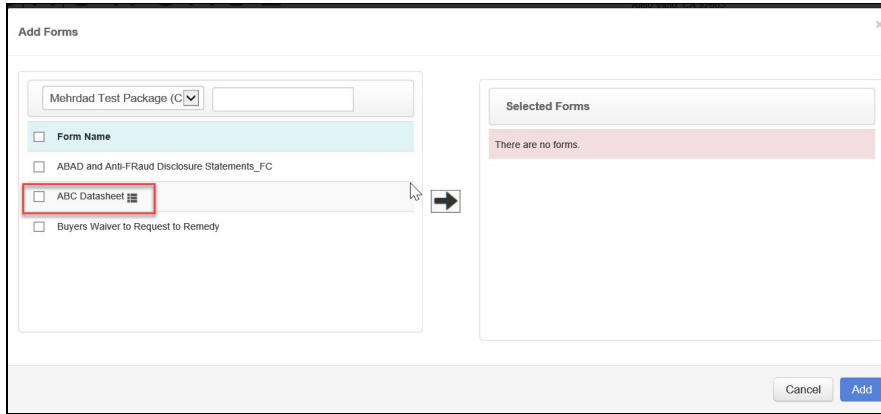 Add Forms
Mehrdad Test Package (C
Form Name
ABAD and Anti-FRaud Disclosure Statements_FC
ABC Datasheet
Buyers Waiver to Request to Remedy
Selected Forms
There are no forms.
Cancel
Add